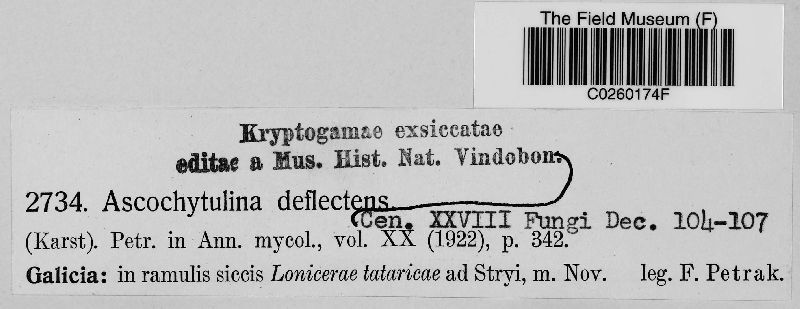 The Field Museum (F)
C0260174F
Kryptogamae exsiccatae
editae a Mus. Hist. Nat. Vindobon.
2734. Ascochytulina deflectens
Cen. XXVIII Fungi Dec. 104-107
(Karst). Petr. in Ann. mycol., vol. XX (1922), p. 342.
Galicia: in ramulis siccis Lonicerae tataricae ad Stryi, m. Nov. leg. F. Petrak.